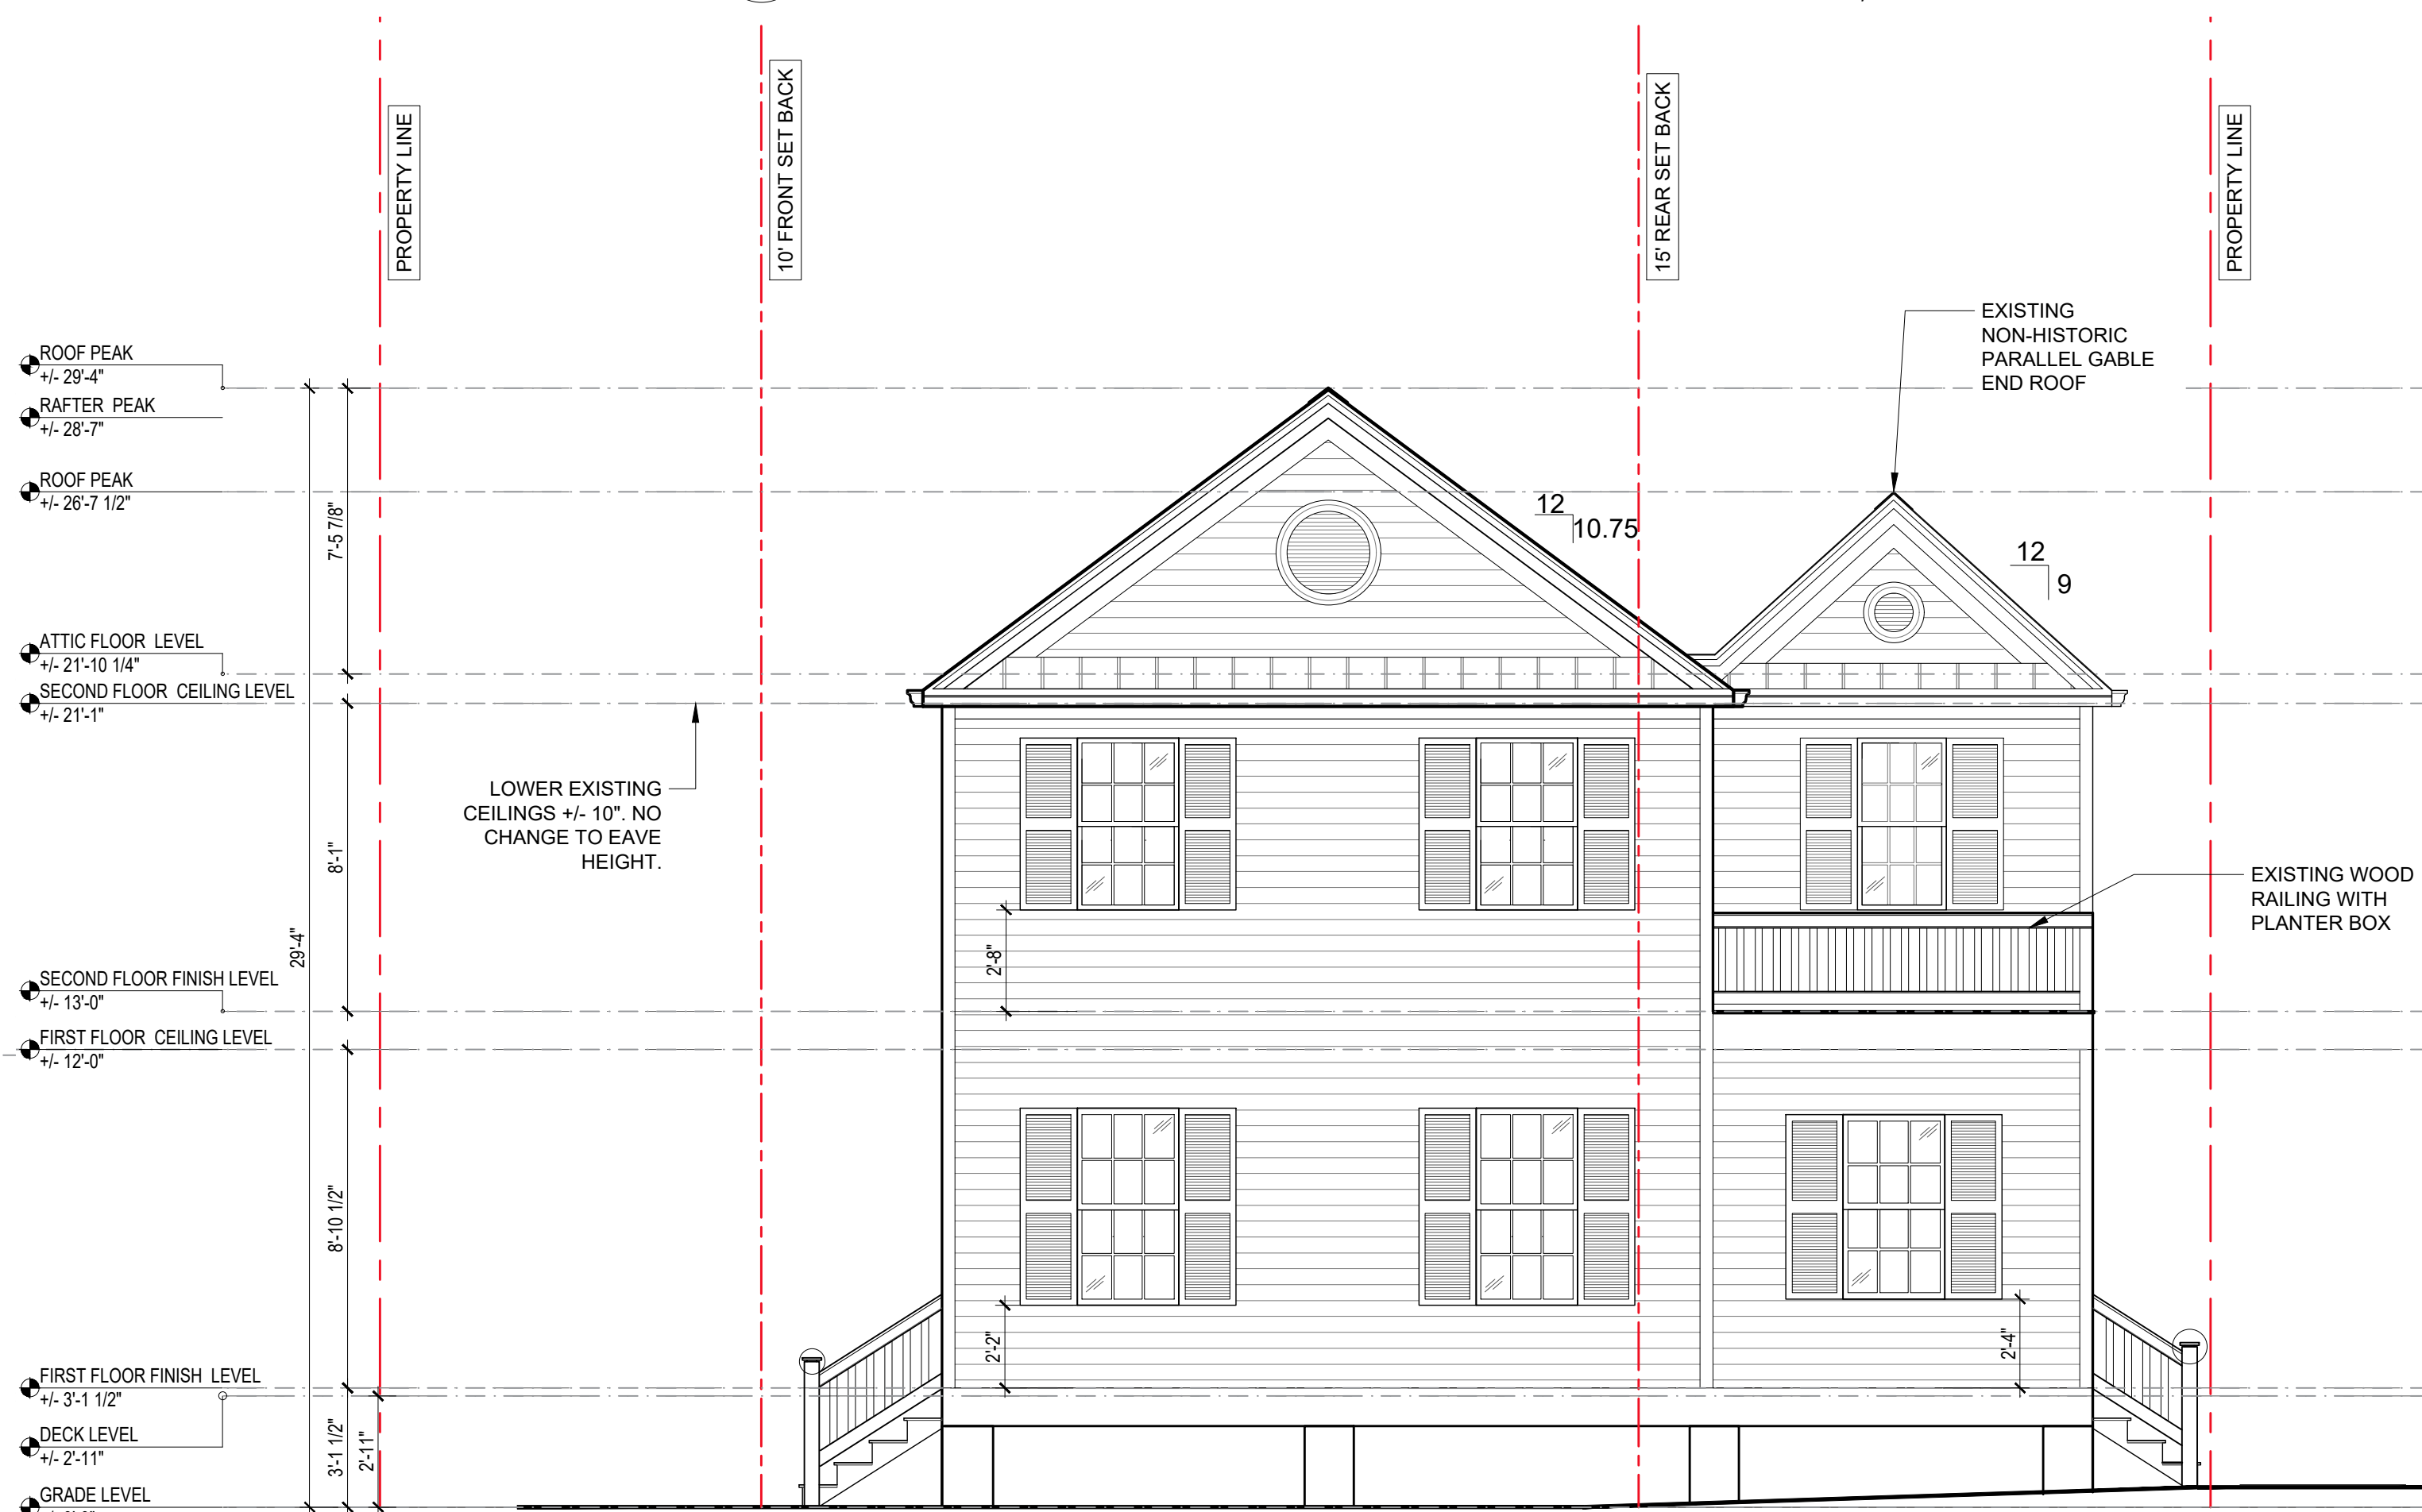 PROPERTY LINE
10' FRONT SET BACK
15' REAR SET BACK
PROPERTY LINE
EXISTING
NON-HISTORIC
PARALLEL GABLE
END ROOF
ROOF PEAK
+/- 29'-4"
RAFTER PEAK
+/- 28'-7"
ROOF PEAK
+/- 26'-7 1/2"
7'-5 7/8"
12
10.75
12
9
ATTIC FLOOR LEVEL
+/- 21'-10 1/4"
SECOND FLOOR CEILING LEVEL
+/- 21'-1"
LOWER EXISTING
CEILINGS +/- 10". NO
CHANGE TO EAVE
HEIGHT.
8'-1"
EXISTING WOOD
RAILING WITH
PLANTER BOX
29'-4"
2'-8"
SECOND FLOOR FINISH LEVEL
+/- 13'-0"
FIRST FLOOR CEILING LEVEL
+/- 12'-0"
8'-10 1/2"
2'-2"
2'-4"
FIRST FLOOR FINISH LEVEL
+/- 3'-1 1/2"
DECK LEVEL
+/- 2'-11"
3'-1 1/2"
2'-11"
GRADE LEVEL